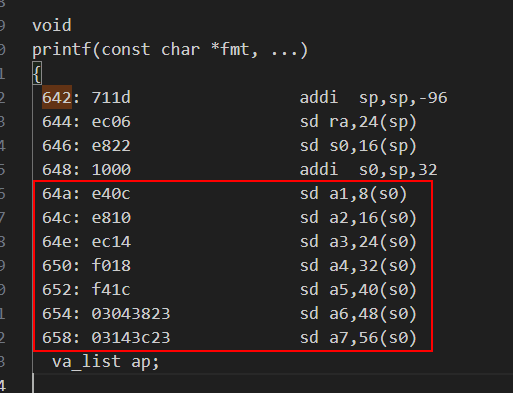 void
printf(const char *fmt, ...)
{
642: 711d addi sp,sp,-96
644: ec06 sd ra,24(sp)
646: e822 sd s0,16(sp)
648: 1000 addi s0,sp,32
64a: e40c sd a1,8(s0)
64c: e810 sd a2,16(s0)
64e: ec14 sd a3,24(s0)
650: f018 sd a4,32(s0)
652: f41c sd a5,40(s0)
654: 03043823 sd a6,48(s0)
658: 03143c23 sd a7,56(s0)
va_list ap;